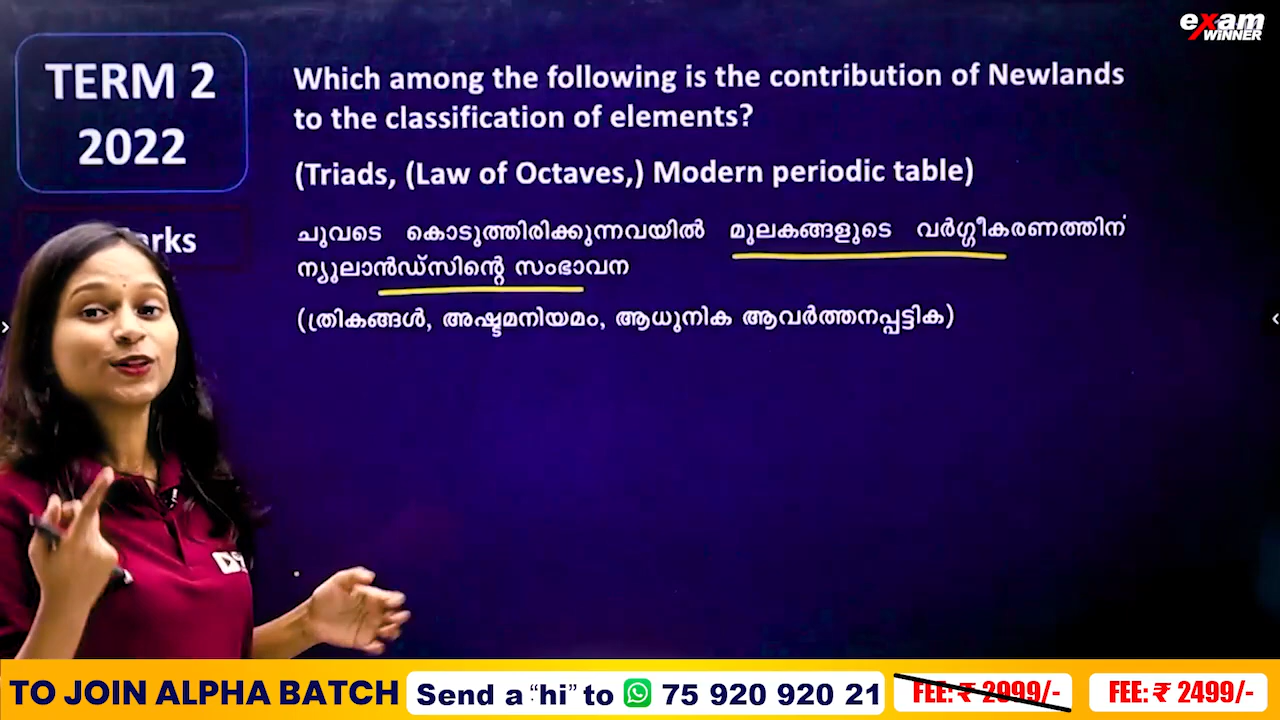 exam
WINNER
TERM 2
2022
Which among the following is the contribution of Newlands
to the classification of elements?
(Triads, (Law of Octaves,) Modern periodic table)
ചുവടെ കൊടുത്തിരിക്കുന്നവയിൽ മൂലകങ്ങളുടെ വർഗ്ഗീകരണത്തിന്
ന്യൂലാൻഡ്സിന്റെ സംഭാവന
(ത്രികങ്ങൾ, അഷ്ടമനിയമം, ആധുനിക ആവർത്തനപ്പട്ടിക)
TO JOIN ALPHA BATCH Send a “hi” to 75 920 920 21 FEE: ₹ 2999/- FEE: ₹ 2499/-